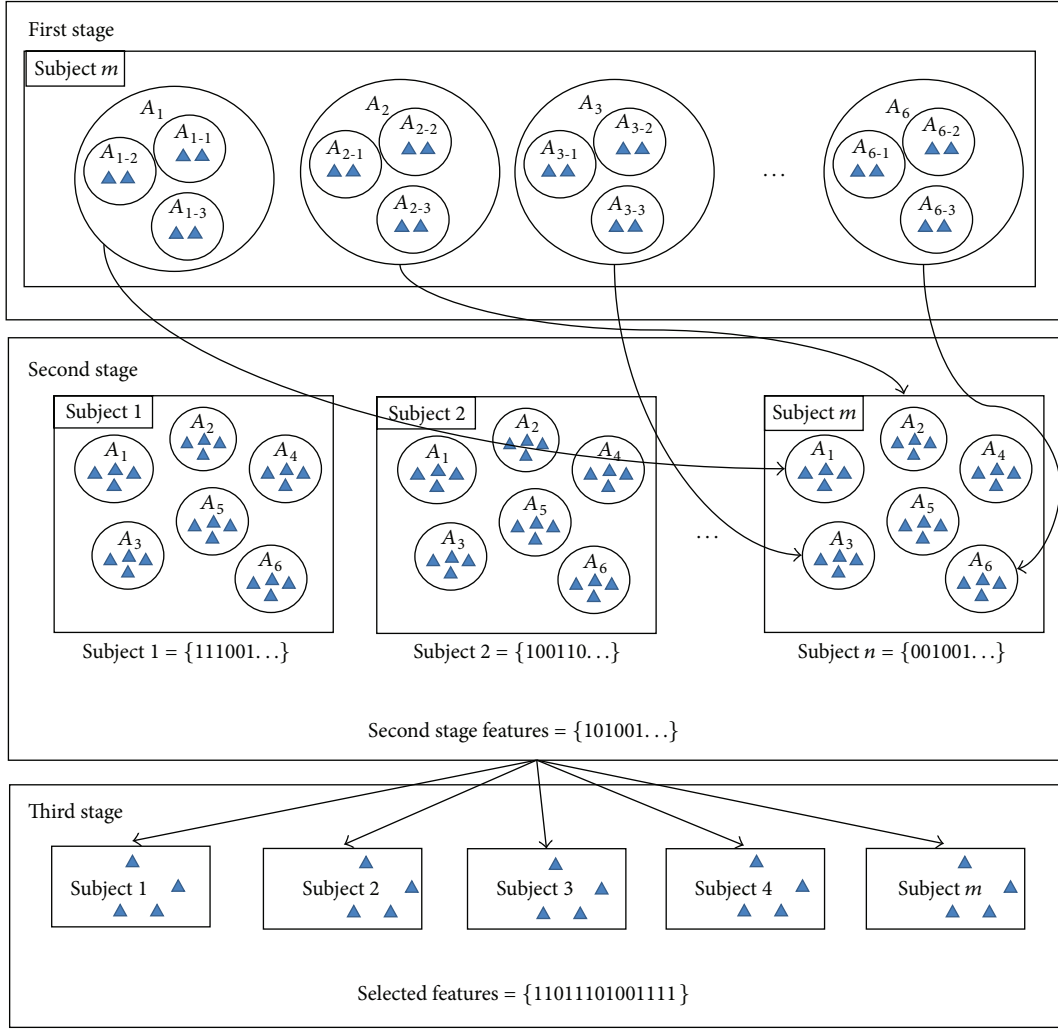 First stage
Subject m
A1 A2 A3 A6
A1-1 A2-2 A3-2 A6-2
A1-2 A2-1 A3-1 A6-1
...
A1-3 A2-3 A3-3 A6-3
Second stage
Subject 1 Subject 2 Subject m
A2 A2 A2
A1 A4 A1 A4 A1 A4
A5 A5 A5
A3 A3 ... A3
A6 A6 A6
Subject 1 = {111001...} Subject 2 = {100110...} Subject n = {001001...}
Second stage features = {101001...}
Third stage
Subject 1 Subject 2 Subject 3 Subject 4 Subject m
Selected features = {11011101001111}